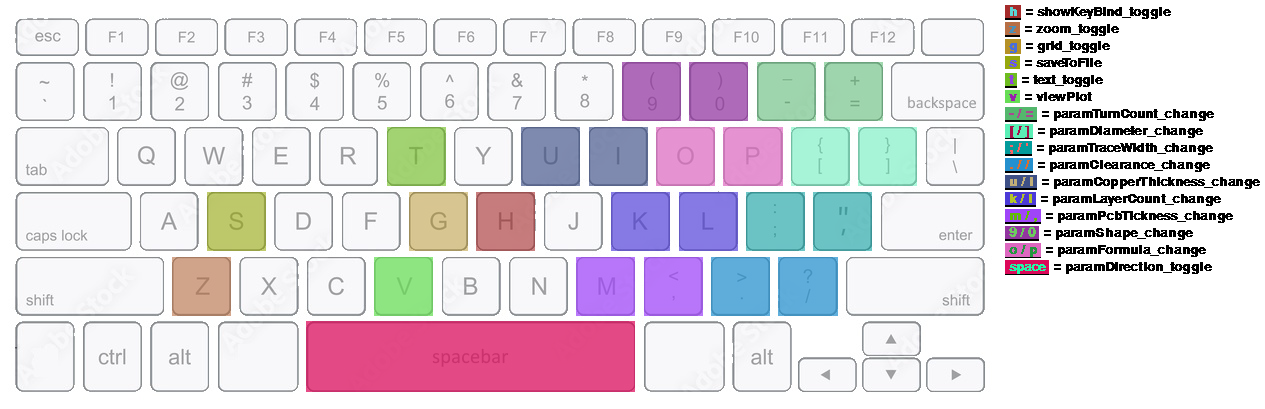 esc F1 F2 F3 F4 F5 F6 F7 F8 F9 F10 F11 F12
~ ! @ # $ % ^ & * ( ) _ +
` 1 2 3 4 5 6 7 8 9 0 - = backspace
tab Q W E R T Y U I O P { [ } ] | \
caps lock A S D F G H J K L : ; " ' enter
shift Z X C V B N M < , > . ? / shift
ctrl alt spacebar alt ◀ ▲ ▼ ▶
h = showKeyBind_toggle
z = zoom_toggle
g = grid_toggle
s = saveToFile
t = text_toggle
v = viewPlot
- / = = paramTurnCount_change
[ / ] = paramDiameter_change
; / ' = paramTraceWidth_change
. / / = paramClearance_change
u / i = paramCopperThickness_change
k / l = paramLayerCount_change
m / , = paramPcbTickness_change
9 / 0 = paramShape_change
o / p = paramFormula_change
space = paramDirection_toggle